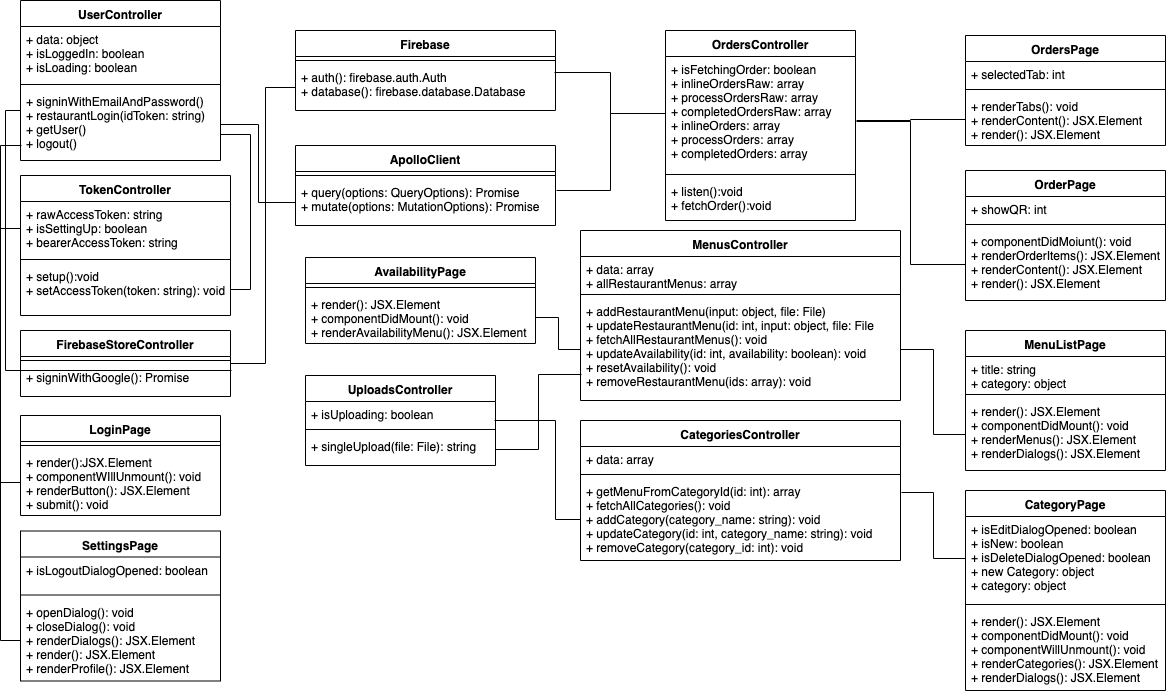 UserController
+ data: object
+ isLoggedIn: boolean
+ isLoading: boolean
+ signinWithEmailAndPassword()
+ restaurantLogin(idToken: string)
+ getUser()
+ logout()
TokenController
+ rawAccessToken: string
+ isSettingUp: boolean
+ bearerAccessToken: string
+ setup():void
+ setAccessToken(token: string): void
FirebaseStoreController
+ signinWithGoogle(): Promise
LoginPage
+ render():JSX.Element
+ componentWIllUnmount(): void
+ renderButton(): JSX.Element
+ submit(): void
SettingsPage
+ isLogoutDialogOpened: boolean
+ openDialog(): void
+ closeDialog(): void
+ renderDialogs(): JSX.Element
+ render(): JSX.Element
+ renderProfile(): JSX.Element
Firebase
+ auth(): firebase.auth.Auth
+ database(): firebase.database.Database
ApolloClient
+ query(options: QueryOptions): Promise
+ mutate(options: MutationOptions): Promise
AvailabilityPage
+ render(): JSX.Element
+ componentDidMount(): void
+ renderAvailabilityMenu(): JSX.Element
UploadsController
+ isUploading: boolean
+ singleUpload(file: File): string
OrdersController
+ isFetchingOrder: boolean
+ inlineOrdersRaw: array
+ processOrdersRaw: array
+ completedOrdersRaw: array
+ inlineOrders: array
+ processOrders: array
+ completedOrders: array
+ listen():void
+ fetchOrder():void
MenusController
+ data: array
+ allRestaurantMenus: array
+ addRestaurantMenu(input: object, file: File)
+ updateRestaurantMenu(id: int, input: object, file: File
+ fetchAllRestaurantMenus(): void
+ updateAvailability(id: int, availability: boolean): void
+ resetAvailability(): void
+ removeRestaurantMenu(ids: array): void
CategoriesController
+ data: array
+ getMenuFromCategoryId(id: int): array
+ fetchAllCategories(): void
+ addCategory(category_name: string): void
+ updateCategory(id: int, category_name: string): void
+ removeCategory(category_id: int): void
OrdersPage
+ selectedTab: int
+ renderTabs(): void
+ renderContent(): JSX.Element
+ render(): JSX.Element
OrderPage
+ showQR: int
+ componentDidMoiunt(): void
+ renderOrderItems(): JSX.Element
+ renderContent(): JSX.Element
+ render(): JSX.Element
MenuListPage
+ title: string
+ category: object
+ render(): JSX.Element
+ componentDidMount(): void
+ renderMenus(): JSX.Element
+ renderDialogs(): JSX.Element
CategoryPage
+ isEditDialogOpened: boolean
+ isNew: boolean
+ isDeleteDialogOpened: boolean
+ new Category: object
+ category: object
+ render(): JSX.Element
+ componentDidMount(): void
+ componentWillUnmount(): void
+ renderCategories(): JSX.Element
+ renderDialogs(): JSX.Element